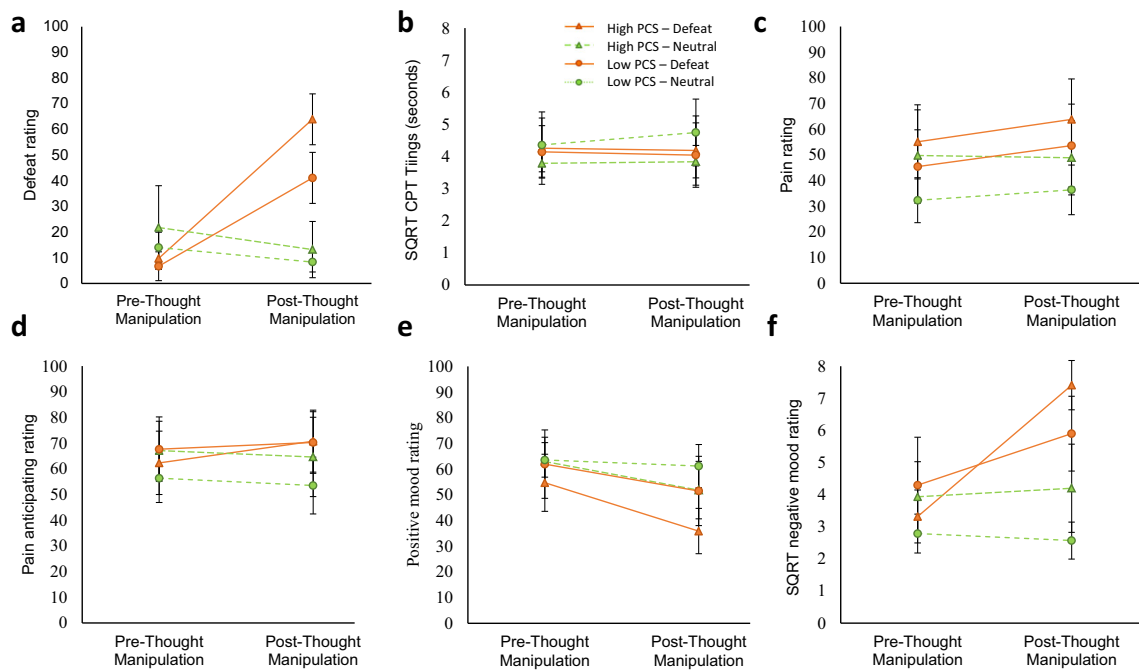 a
100
90
80
70
60
50
40
30
20
10
0
Defeat rating
Pre-Thought
Manipulation
Post-Thought
Manipulation
b
8
7
6
5
4
3
2
1
0
SQRT CPT Tiings (seconds)
High PCS – Defeat
High PCS – Neutral
Low PCS – Defeat
Low PCS – Neutral
Pre-Thought
Manipulation
Post-Thought
Manipulation
c
100
90
80
70
60
50
40
30
20
10
0
Pain rating
Pre-Thought
Manipulation
Post-Thought
Manipulation
d
100
90
80
70
60
50
40
30
20
10
0
Pain anticipating rating
Pre-Thought
Manipulation
Post-Thought
Manipulation
e
100
90
80
70
60
50
40
30
20
10
0
Positive mood rating
Pre-Thought
Manipulation
Post-Thought
Manipulation
f
8
7
6
5
4
3
2
1
0
SQRT negative mood rating
Pre-Thought
Manipulation
Post-Thought
Manipulation